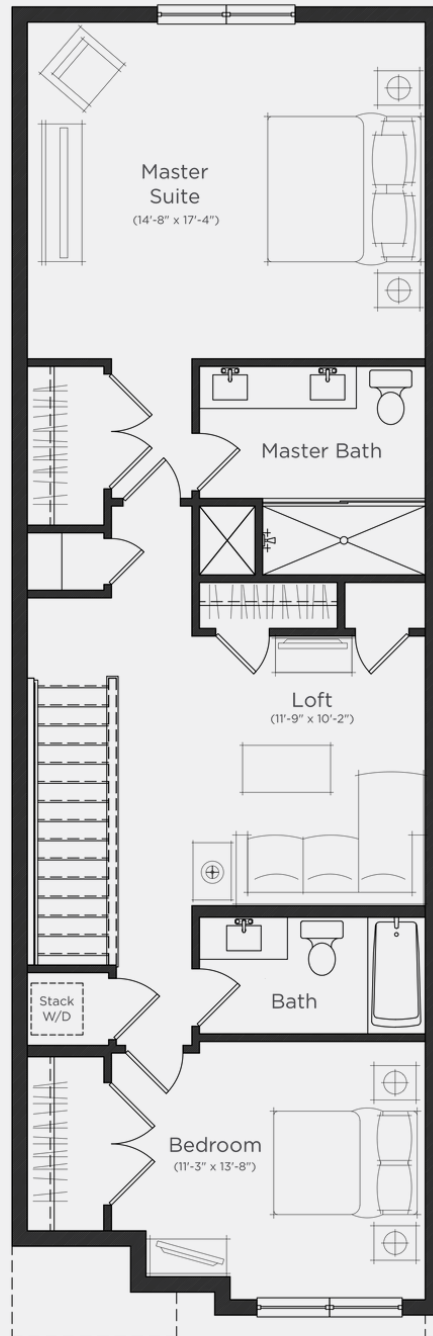 Master
Suite
(14'-8" x 17'-4")
Master Bath
Loft
(11'-9" x 10'-2")
Stack
W/D
Bath
Bedroom
(11'-3" x 13'-8")